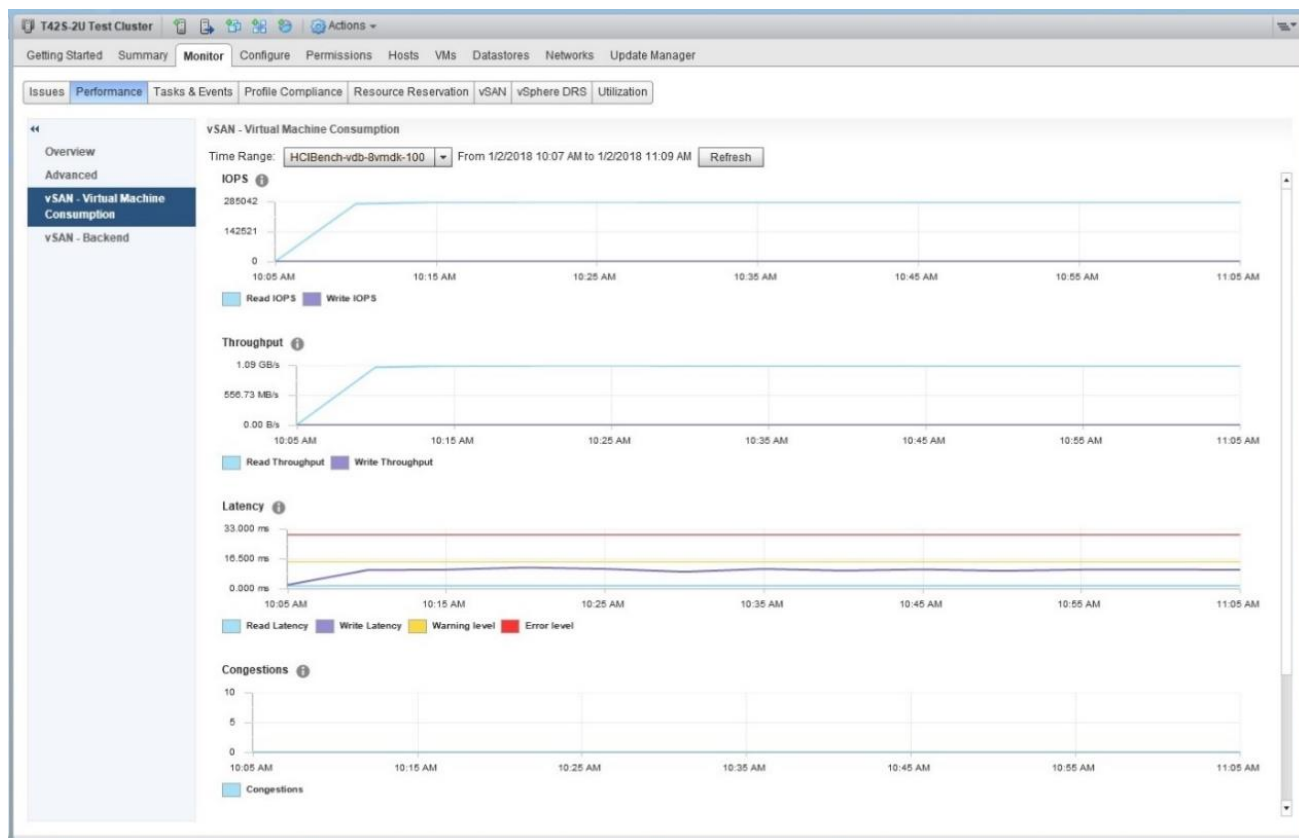 T42S-2U Test Cluster Actions
Getting Started Summary Monitor Configure Permissions Hosts VMs Datastores Networks Update Manager
Issues Performance Tasks & Events Profile Compliance Resource Reservation vSAN vSphere DRS Utilization
Overview
Advanced
vSAN - Virtual Machine
Consumption
vSAN - Backend
vSAN - Virtual Machine Consumption
Time Range: HCIBench-vdb-8vmdk-100 From 1/2/2018 10:07 AM to 1/2/2018 11:09 AM Refresh
IOPS
285042
142521
0
10:05 AM 10:15 AM 10:25 AM 10:35 AM 10:45 AM 10:55 AM 11:05 AM
Read IOPS Write IOPS
Throughput
1.09 GB/s
556.73 MB/s
0.00 B/s
10:05 AM 10:15 AM 10:25 AM 10:35 AM 10:45 AM 10:55 AM 11:05 AM
Read Throughput Write Throughput
Latency
33.000 ms
16.500 ms
0.000 ms
10:05 AM 10:15 AM 10:25 AM 10:35 AM 10:45 AM 10:55 AM 11:05 AM
Read Latency Write Latency Warning level Error level
Congestions
10
5
0
10:05 AM 10:15 AM 10:25 AM 10:35 AM 10:45 AM 10:55 AM 11:05 AM
Congestions